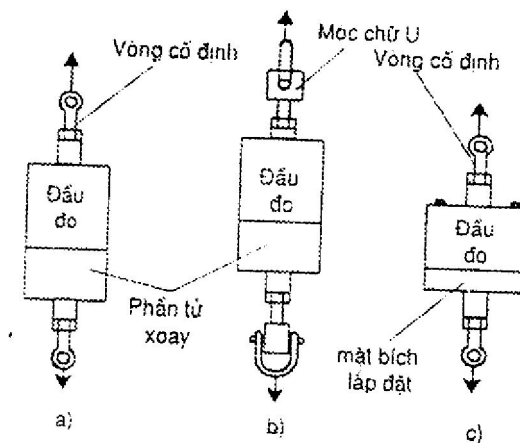 Vòng cố định
Móc chữ U
Vòng cố định
Đầu
đo
Đầu
đo
Đầu
đo
Phần tử
xoay
mặt bích
lắp đặt
a)
b)
c)